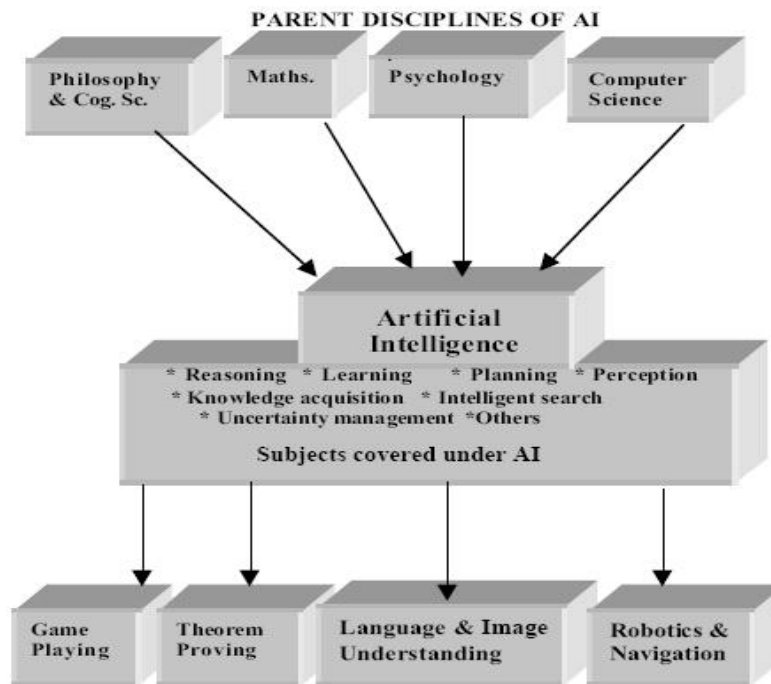 PARENT DISCIPLINES OF AI
Philosophy
& Cog. Sc.
Maths.
Psychology
Computer
Science
Artificial
Intelligence
* Reasoning * Learning * Planning * Perception
* Knowledge acquisition * Intelligent search
* Uncertainty management *Others
Subjects covered under AI
Game
Playing
Theorem
Proving
Language & Image
Understanding
Robotics &
Navigation